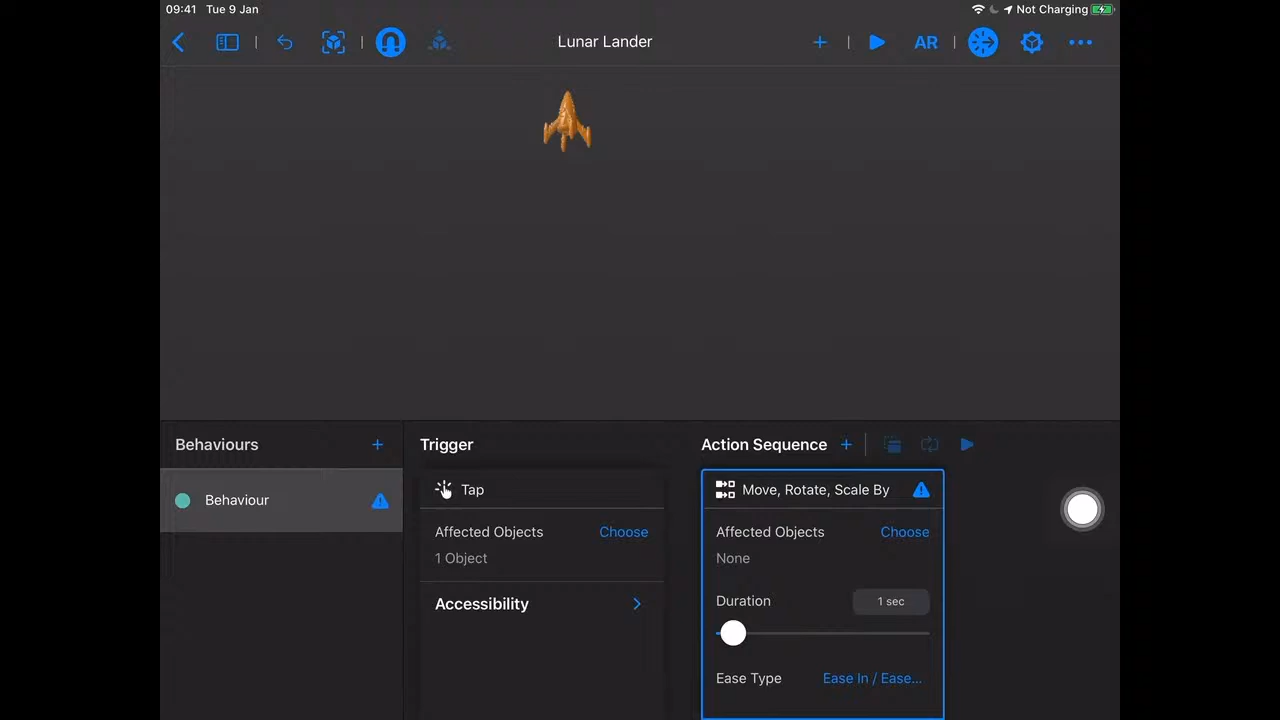 09:41 Tue 9 Jan
Not Charging
Lunar Lander
AR
Behaviours
Trigger
Action Sequence
Behaviour
Tap
Affected Objects
Choose
1 Object
Accessibility
Move, Rotate, Scale By
Affected Objects
Choose
None
Duration
1 sec
Ease Type
Ease In / Ease...